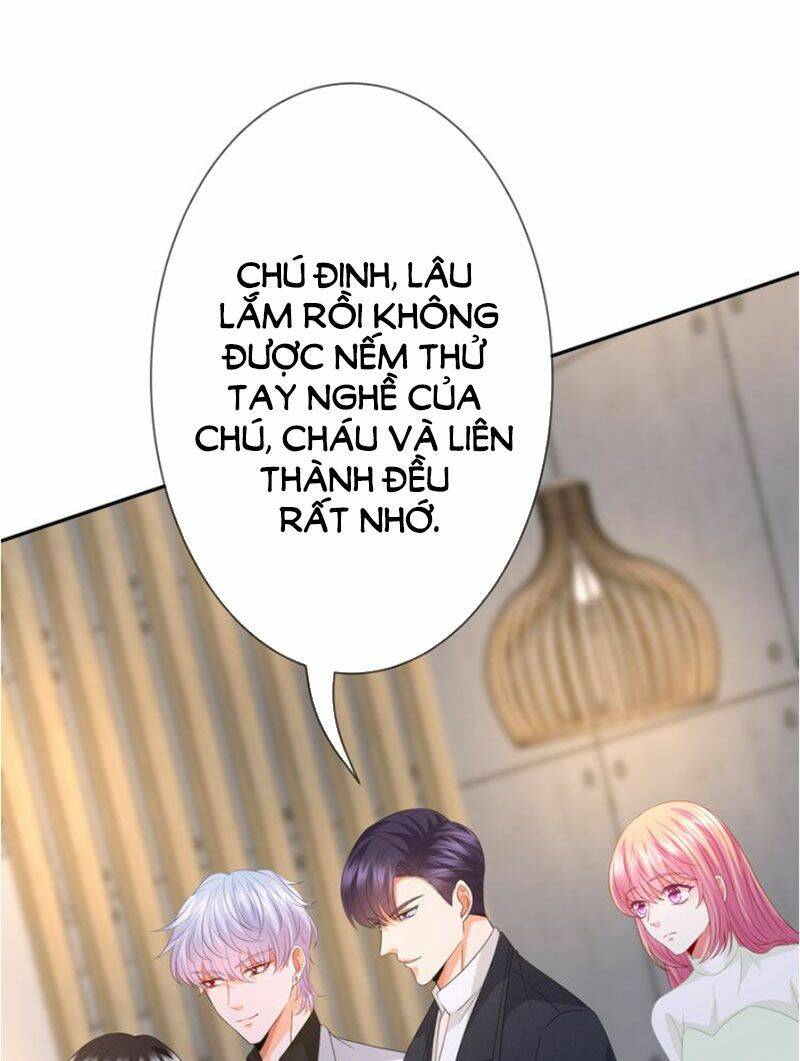 CHÚ ĐINH, LÂU
LẮM RỒI KHÔNG
ĐƯỢC NẾM THỬ
TAY NGHỀ CỦA
CHÚ, CHÁU VÀ LIÊN
THÀNH ĐỀU
RẤT NHỚ.